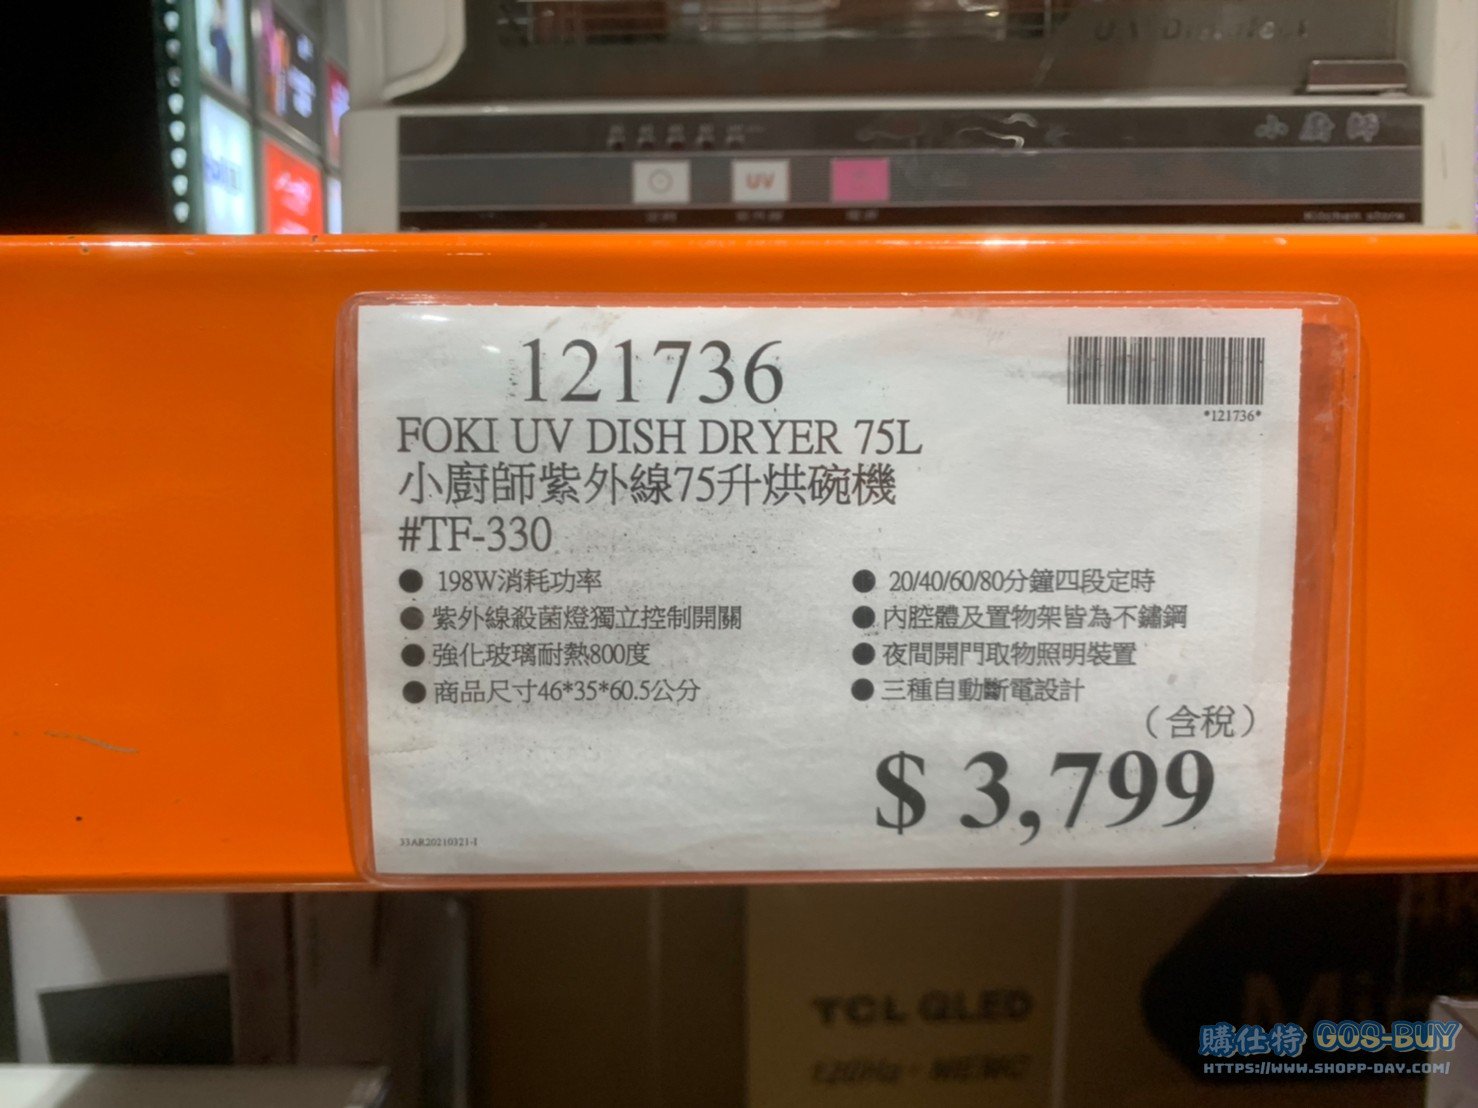 小廚師
UV
Kitchen store
121736
*121736*
FOKI UV DISH DRYER 75L
小廚師紫外線75升烘碗機
#TF-330
● 198W消耗功率
● 紫外線殺菌燈獨立控制開關
● 強化玻璃耐熱800度
● 商品尺寸46*35*60.5公分
● 20/40/60/80分鐘四段定時
● 內腔體及置物架皆為不鏽鋼
● 夜間開門取物照明裝置
● 三種自動斷電設計
（含稅）
$ 3,799
33AR20210321-1
TCL QLED
購仕特 GOS-BUY
HTTPS://WWW.SHOPP-DAY.COM/